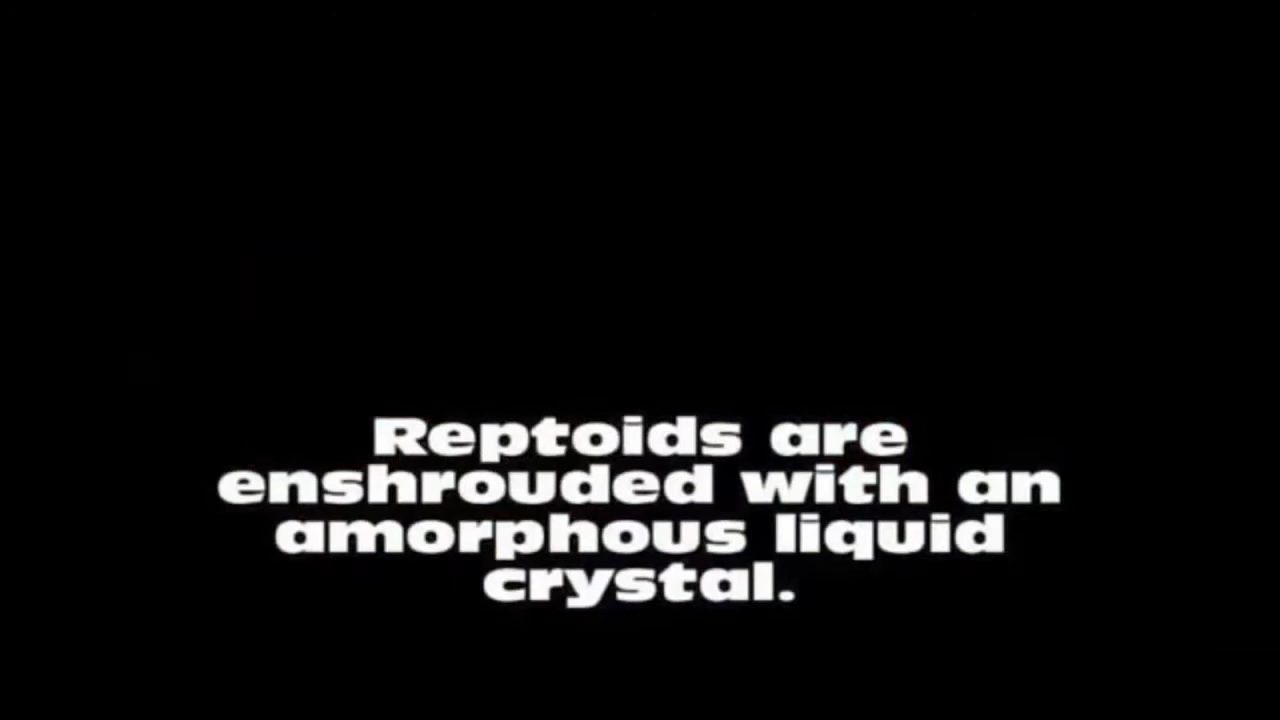 Reptoids are
enshrouded with an
amorphous liquid
crystal.